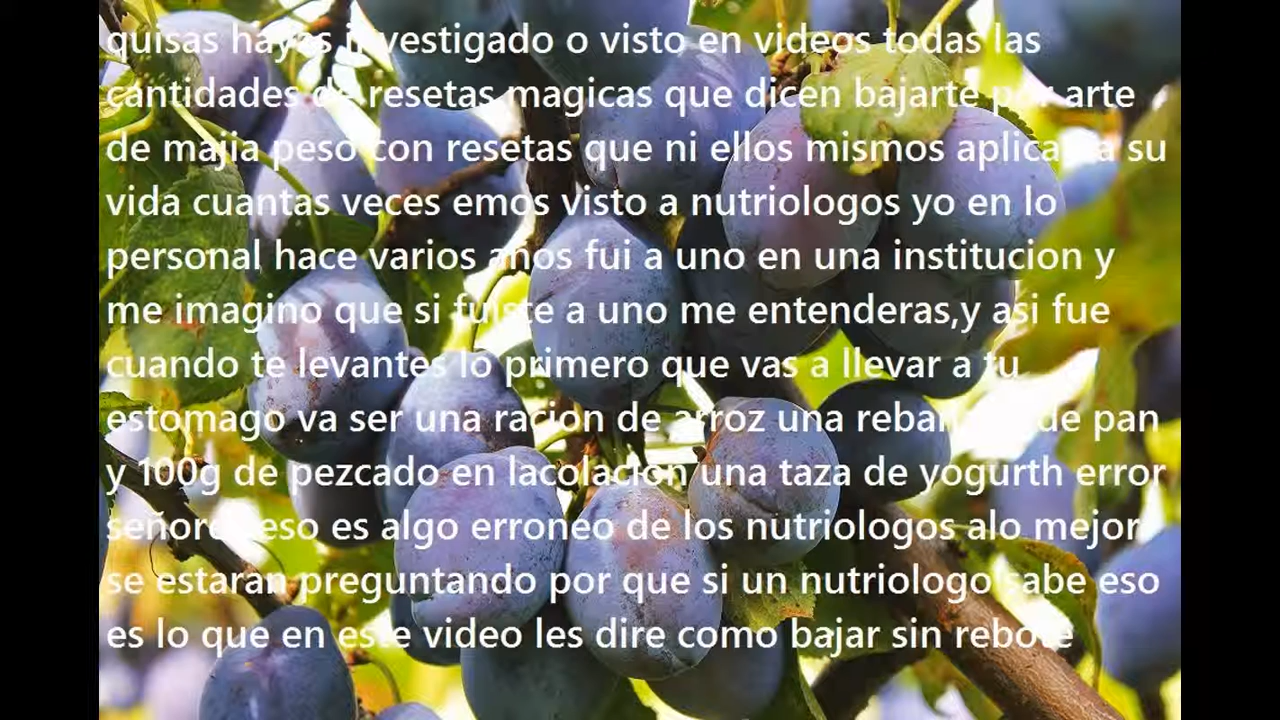 quisas hayas investigado o visto en videos todas las
cantidades de resetas magicas que dicen bajarte por arte
de majia peso con resetas que ni ellos mismos aplican a su
vida cuantas veces emos visto a nutriologos yo en lo
personal hace varios años fui a uno en una institucion y
me imagino que si fuiste a uno me entenderas,y asi fue
cuando te levantes lo primero que vas a llevar a tu
estomago va ser una racion de arroz una rebanada de pan
y 100g de pezcado en lacolacion una taza de yogurth error
señores eso es algo erroneo de los nutriologos alo mejor
se estaran preguntando por que si un nutriologo sabe eso
es lo que en este video les dire como bajar sin rebote